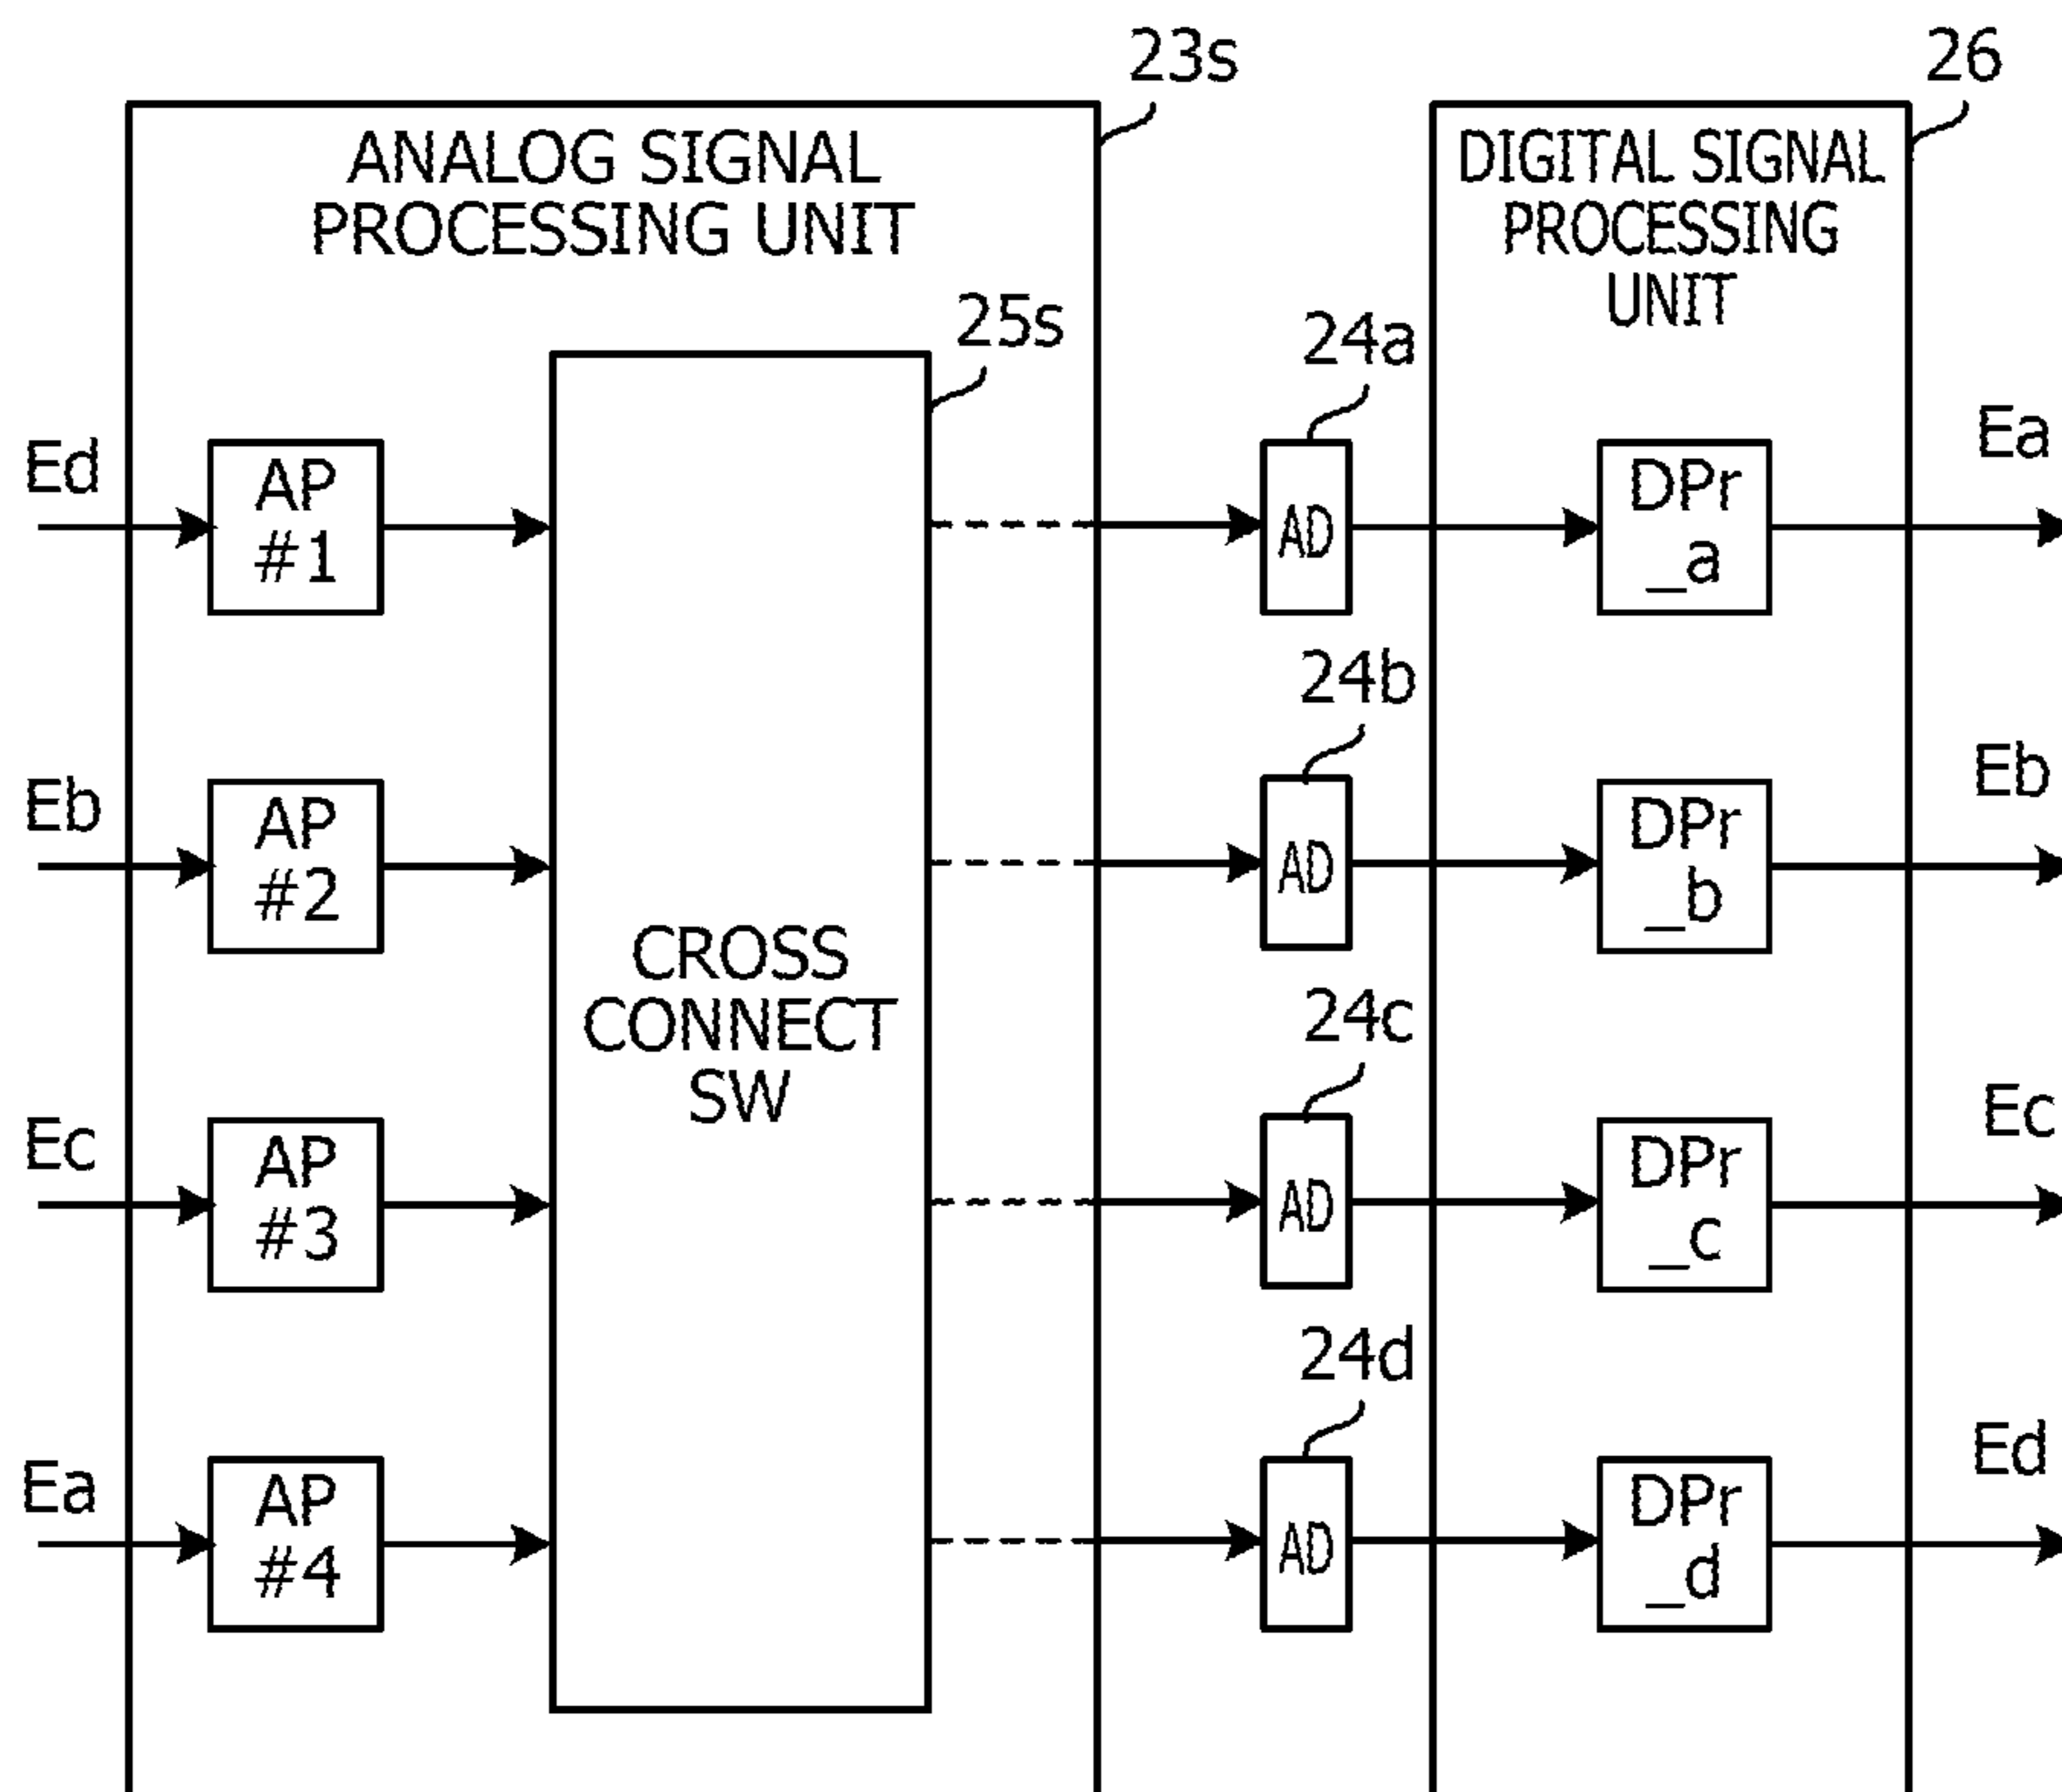 23s
26
ANALOG SIGNAL
PROCESSING UNIT
DIGITAL SIGNAL
PROCESSING
UNIT
25s
24a
Ed
AP
#1
AD
DPr
_a
Ea
24b
Eb
AP
#2
AD
DPr
_b
Eb
CROSS
CONNECT
SW
24c
Ec
AP
#3
AD
DPr
_c
Ec
24d
Ea
AP
#4
AD
DPr
_d
Ed